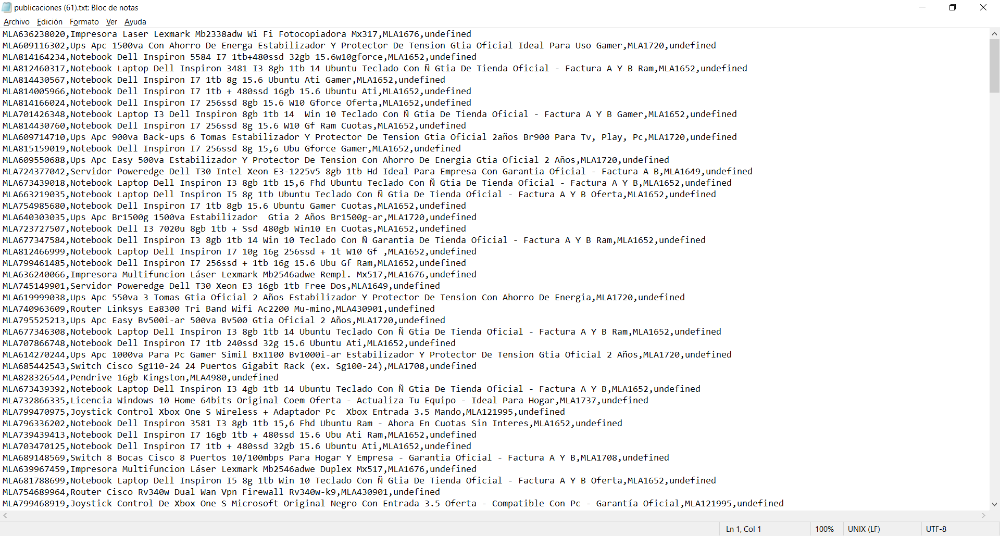 publicaciones (61).txt: Bloc de notas
Archivo Edición Formato Ver Ayuda
MLA636238020,Impresora Laser Lexmark Mb2338adw Wi Fi Fotocopiadora Mx317,MLA1676,undefined
MLA609116302,Ups Apc 1500va Con Ahorro De Energa Estabilizador Y Protector De Tension Gtia Oficial Ideal Para Uso Gamer,MLA1720,undefined
MLA814164234,Notebook Dell Inspiron 5584 I7 1tb+480ssd 32gb 15.6w10gforce,MLA1652,undefined
MLA812460317,Notebook Laptop Dell Inspiron 3481 I3 8gb 1tb 14 Ubuntu Teclado Con Ñ Gtia De Tienda Oficial - Factura A Y B Ram,MLA1652,undefined
MLA814430567,Notebook Dell Inspiron I7 1tb 8g 15.6 Ubuntu Ati Gamer,MLA1652,undefined
MLA814005966,Notebook Dell Inspiron I7 1tb + 480ssd 16gb 15.6 Ubuntu Ati,MLA1652,undefined
MLA814166024,Notebook Dell Inspiron I7 256ssd 8gb 15.6 W10 Gforce Oferta,MLA1652,undefined
MLA701426348,Notebook Laptop I3 Dell Inspiron 8gb 1tb 14  Win 10 Teclado Con Ñ Gtia De Tienda Oficial - Factura A Y B Gamer,MLA1652,undefined
MLA814430760,Notebook Dell Inspiron I7 256ssd 8g 15.6 W10 Gf Ram Cuotas,MLA1652,undefined
MLA609714710,Ups Apc 900va Back-ups 6 Tomas Estabilizador Y Protector De Tension Gtia Oficial 2años Br900 Para Tv, Play, Pc,MLA1720,undefined
MLA815159019,Notebook Dell Inspiron I7 256ssd 8g 15,6 Ubu Gforce Gamer,MLA1652,undefined
MLA609550688,Ups Apc Easy 500va Estabilizador Y Protector De Tension Con Ahorro De Energia Gtia Oficial 2 Años,MLA1720,undefined
MLA724377042,Servidor Poweredge Dell T30 Intel Xeon E3-1225v5 8gb 1tb Hd Ideal Para Empresa Con Garantia Oficial - Factura A B,MLA1649,undefined
MLA673439018,Notebook Laptop Dell Inspiron I3 8gb 1tb 15,6 Fhd Ubuntu Teclado Con Ñ Gtia De Tienda Oficial - Factura A Y B,MLA1652,undefined
MLA663219035,Notebook Laptop Dell Inspiron I5 8g 1tb Ubuntu Teclado Con Ñ Gtia De Tienda Oficial - Factura A Y B Oferta,MLA1652,undefined
MLA754985680,Notebook Dell Inspiron I7 1tb 8gb 15.6 Ubuntu Gamer Cuotas,MLA1652,undefined
MLA640303035,Ups Apc Br1500g 1500va Estabilizador  Gtia 2 Años Br1500g-ar,MLA1720,undefined
MLA723727507,Notebook Dell I3 7020u 8gb 1tb + Ssd 480gb Win10 En Cuotas,MLA1652,undefined
MLA677347584,Notebook Dell Inspiron I3 8gb 1tb 14 Win 10 Teclado Con Ñ Garantia De Tienda Oficial - Factura A Y B Ram,MLA1652,undefined
MLA812466999,Notebook Laptop Dell Inspiron I7 10g 16g 256ssd + 1t W10 Gf ,MLA1652,undefined
MLA799461485,Notebook Dell Inspiron I7 256ssd + 1tb 16g 15.6 Ubu Gf Ram,MLA1652,undefined
MLA636240066,Impresora Multifuncion Láser Lexmark Mb2546adwe Rempl. Mx517,MLA1676,undefined
MLA745149901,Servidor Poweredge Dell T30 Xeon E3 16gb 1tb Free Dos,MLA1649,undefined
MLA619999038,Ups Apc 550va 3 Tomas Gtia Oficial 2 Años Estabilizador Y Protector De Tension Con Ahorro De Energia,MLA1720,undefined
MLA740963609,Router Linksys Ea8300 Tri Band Wifi Ac2200 Mu-mino,MLA430901,undefined
MLA795525213,Ups Apc Easy Bv500i-ar 500va Bv500 Gtia Oficial 2 Años,MLA1720,undefined
MLA677346308,Notebook Laptop Dell Inspiron I3 8gb 1tb 14 Ubuntu Teclado Con Ñ Gtia De Tienda Oficial - Factura A Y B Ram,MLA1652,undefined
MLA707866748,Notebook Dell Inspiron I7 1tb 240ssd 32g 15.6 Ubuntu Ati,MLA1652,undefined
MLA614270244,Ups Apc 1000va Para Pc Gamer Simil Bx1100 Bv1000i-ar Estabilizador Y Protector De Tension Gtia Oficial 2 Años,MLA1720,undefined
MLA685442543,Switch Cisco Sg110-24 24 Puertos Gigabit Rack (ex. Sg100-24),MLA1708,undefined
MLA828326544,Pendrive 16gb Kingston,MLA4980,undefined
MLA673439392,Notebook Laptop Dell Inspiron I3 4gb 1tb 14 Ubuntu Teclado Con Ñ Gtia De Tienda Oficial - Factura A Y B,MLA1652,undefined
MLA732866335,Licencia Windows 10 Home 64bits Original Coem Oferta - Actualiza Tu Equipo - Ideal Para Hogar,MLA1737,undefined
MLA799470975,Joystick Control Xbox One S Wireless + Adaptador Pc  Xbox Entrada 3.5 Mando,MLA121995,undefined
MLA796336202,Notebook Dell Inspiron 3581 I3 8gb 1tb 15,6 Fhd Ubuntu Ram - Ahora En Cuotas Sin Interes,MLA1652,undefined
MLA739439413,Notebook Dell Inspiron I7 16gb 1tb + 480ssd 15.6 Ubu Ati Ram,MLA1652,undefined
MLA703470125,Notebook Dell Inspiron I7 1tb + 480ssd 32gb 15.6 Ubuntu Ati,MLA1652,undefined
MLA689148569,Switch 8 Bocas Cisco 8 Puertos 10/100mbps Para Hogar Y Empresa - Garantia Oficial - Factura A Y B,MLA1708,undefined
MLA639967459,Impresora Multifuncion Láser Lexmark Mb2546adwe Duplex Mx517,MLA1676,undefined
MLA681788699,Notebook Laptop Dell Inspiron I5 8g 1tb Win 10 Teclado Con Ñ Gtia De Tienda Oficial - Factura A Y B Oferta,MLA1652,undefined
MLA754689964,Router Cisco Rv340w Dual Wan Vpn Firewall Rv340w-k9,MLA430901,undefined
MLA799468919,Joystick Control De Xbox One S Microsoft Original Negro Con Entrada 3.5 Oferta - Compatible Con Pc - Garantía Oficial,MLA121995,undefined
Ln 1, Col 1 100% UNIX (LF) UTF-8